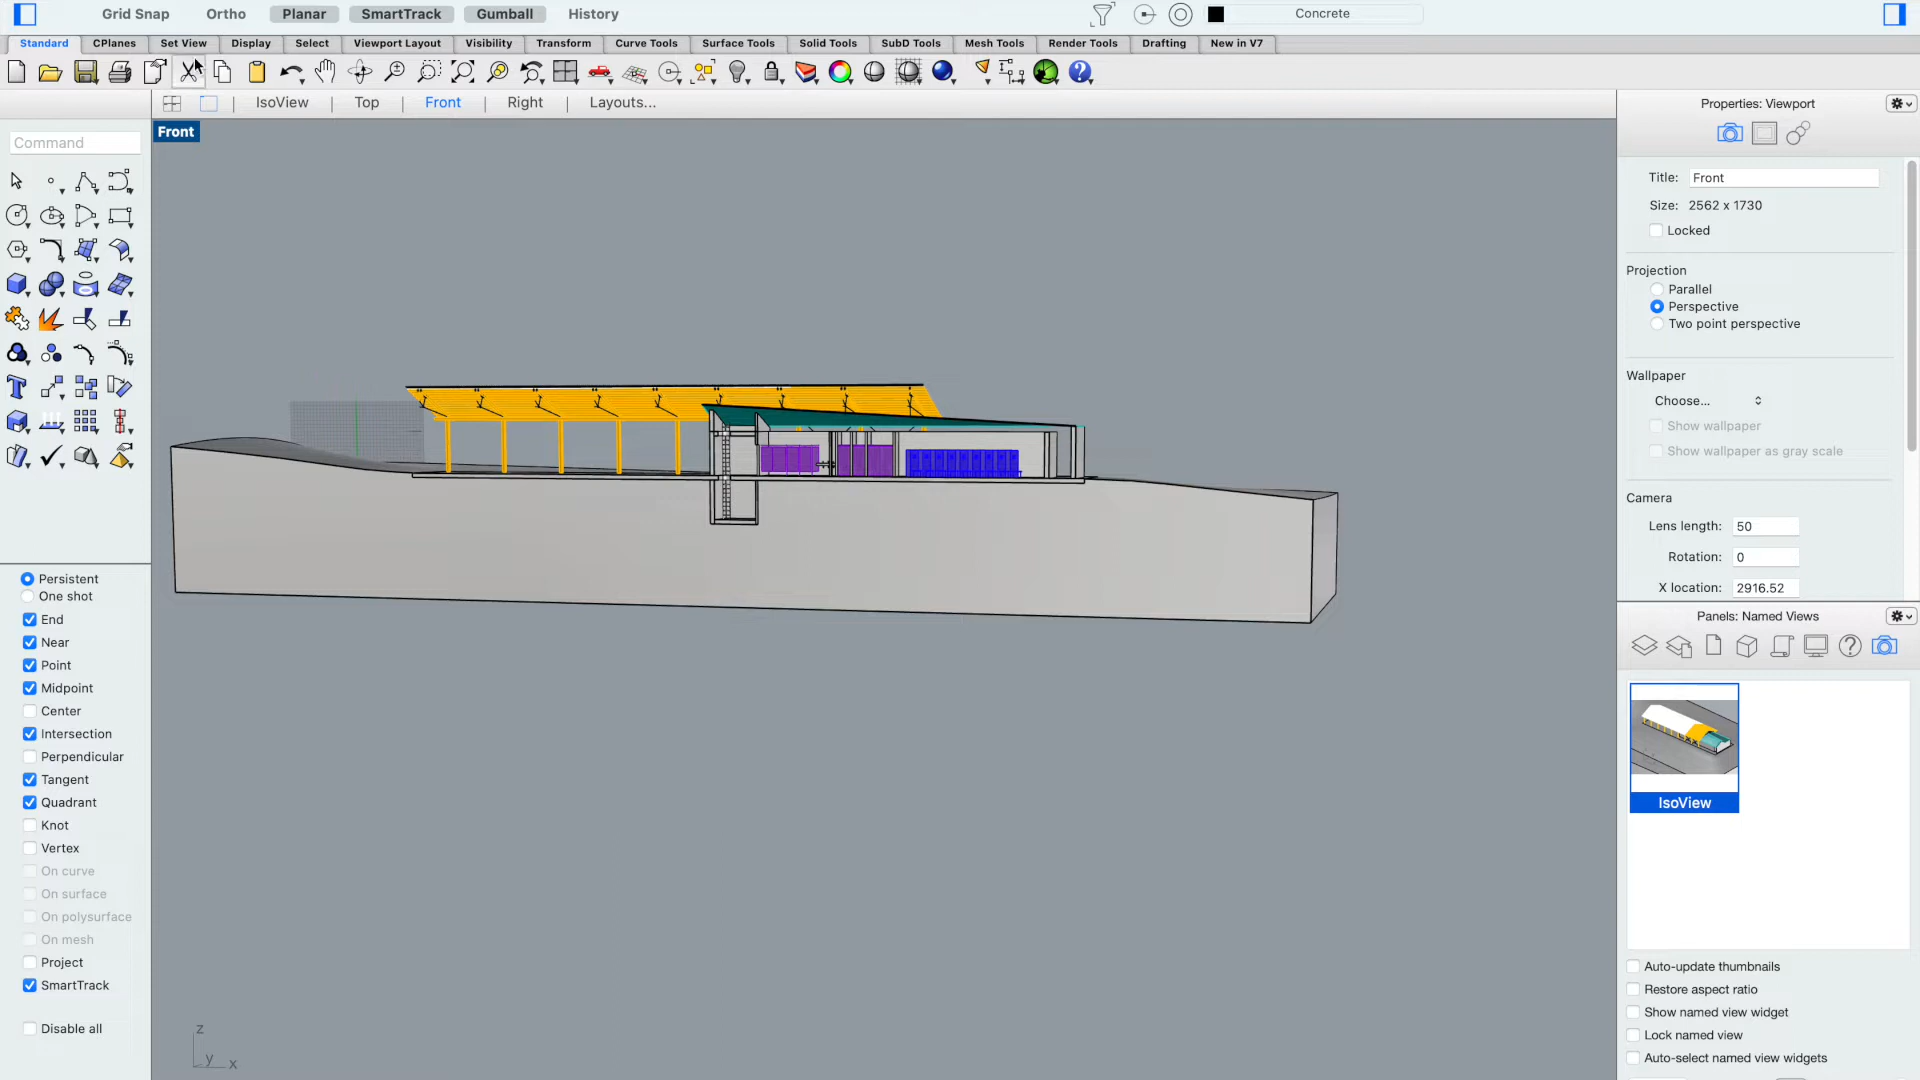 Grid Snap Ortho Planar SmartTrack Gumball History Concrete
Standard CPlanes Set View Display Select Viewport Layout Visibility Transform Curve Tools Surface Tools Solid Tools SubD Tools Mesh Tools Render Tools Drafting New in V7
IsoView Top Front Right Layouts...
Front
Command
Persistent
One shot
End
Near
Point
Midpoint
Center
Intersection
Perpendicular
Tangent
Quadrant
Knot
Vertex
On curve
On surface
On polysurface
On mesh
Project
SmartTrack
Disable all
z
y
x
Properties: Viewport
Title: Front
Size: 2562 x 1730
Locked
Projection
Parallel
Perspective
Two point perspective
Wallpaper
Choose...
Show wallpaper
Show wallpaper as gray scale
Camera
Lens length: 50
Rotation: 0
X location: 2916.52
Panels: Named Views
IsoView
Auto-update thumbnails
Restore aspect ratio
Show named view widget
Lock named view
Auto-select named view widgets